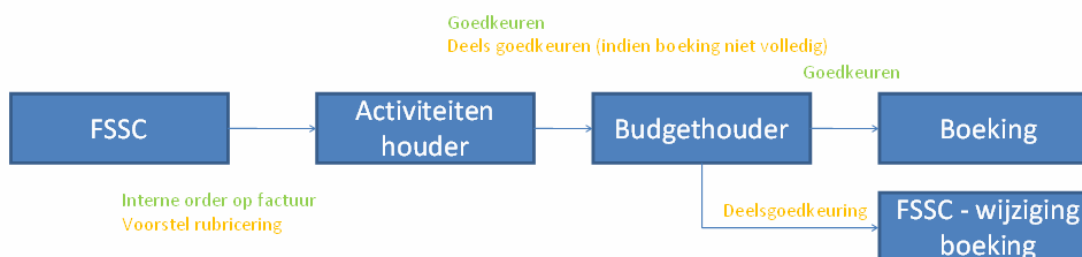 Goedkeuren
Deels goedkeuren (indien boeking niet volledig)
Goedkeuren
FSSC
Activiteiten
houder
Budgethouder
Boeking
Interne order op factuur
Voorstel rubricering
Deelsgoedkeuring
FSSC - wijziging
boeking